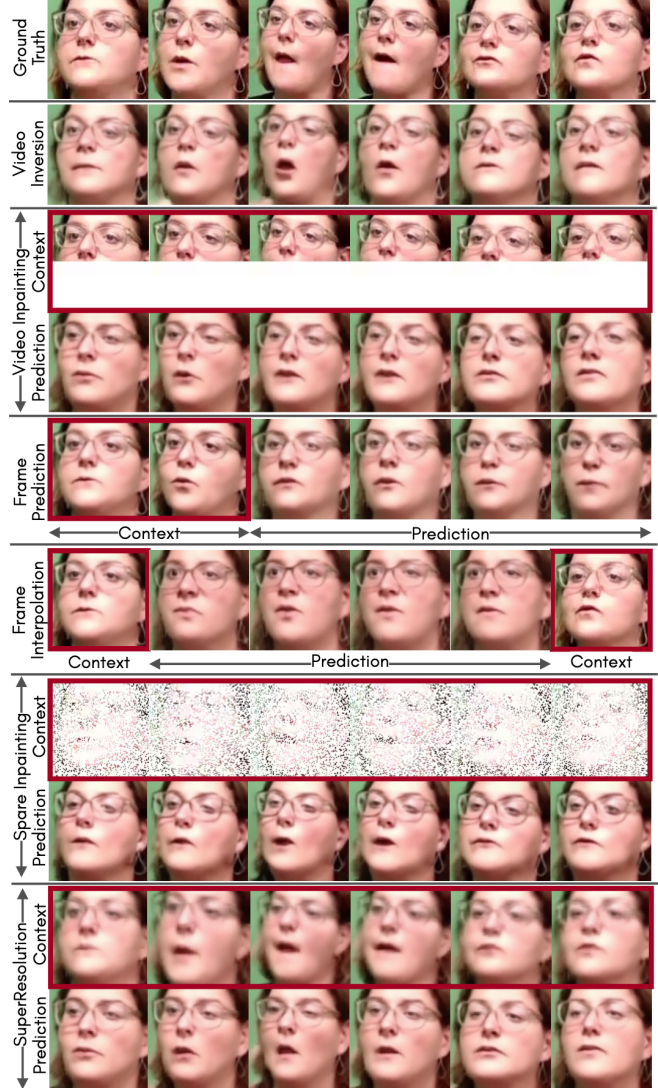 Ground
Truth
Video
Inversion
Video Inpainting
Context
Prediction
Frame
Prediction
Context
Prediction
Frame
Interpolation
Context
Prediction
Context
Spare Inpainting
Context
Prediction
SuperResolution
Context
Prediction